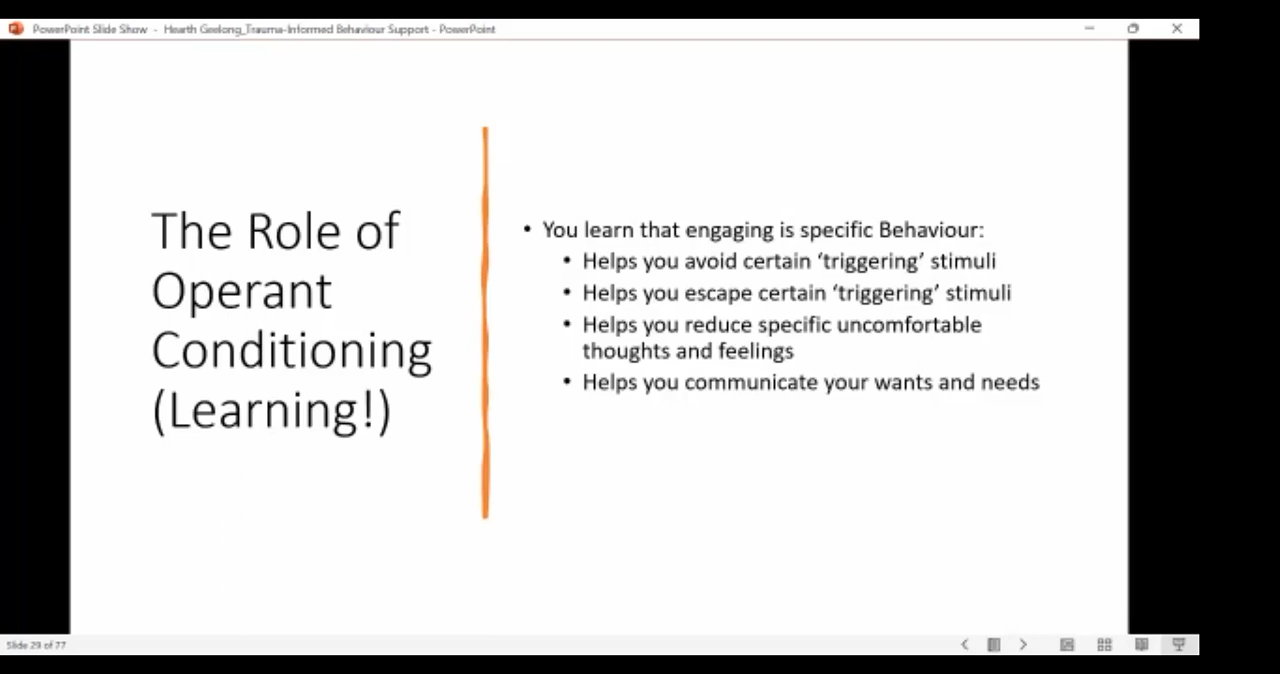 PowerPoint Slide Show - Hearth Geelong_Trauma-Informed Behaviour Support - PowerPoint
The Role of
Operant
Conditioning
(Learning!)
• You learn that engaging is specific Behaviour:
• Helps you avoid certain ‘triggering’ stimuli
• Helps you escape certain ‘triggering’ stimuli
• Helps you reduce specific uncomfortable
thoughts and feelings
• Helps you communicate your wants and needs
Slide 29 of 77